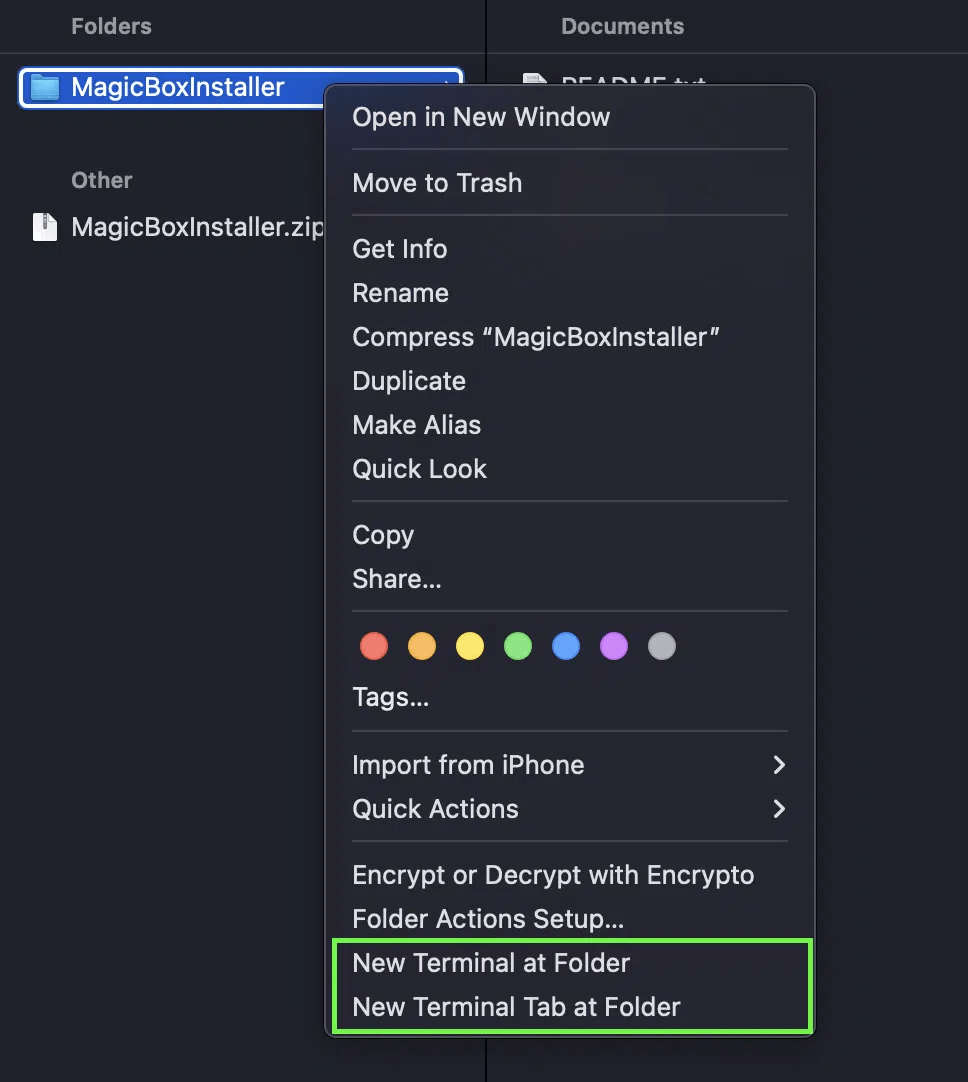 Folders
Documents
MagicBoxInstaller
README.txt
Other
MagicBoxInstaller.zip
Open in New Window
Move to Trash
Get Info
Rename
Compress “MagicBoxInstaller”
Duplicate
Make Alias
Quick Look
Copy
Share...
Tags...
Import from iPhone
Quick Actions
Encrypt or Decrypt with Encrypto
Folder Actions Setup...
New Terminal at Folder
New Terminal Tab at Folder